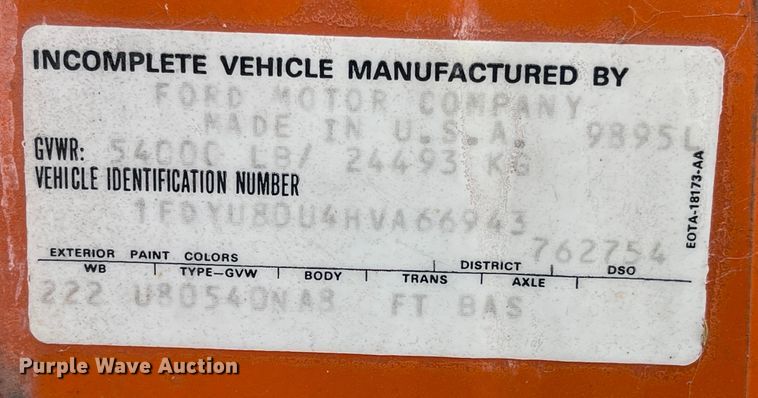 INCOMPLETE VEHICLE MANUFACTURED BY
FORD MOTOR COMPANY
MADE IN U.S.A. 9895L
GVWR: 54000 LB/ 24493 KG
VEHICLE IDENTIFICATION NUMBER
1FDYU80U4HVA66943
762754
EXTERIOR PAINT COLORS DISTRICT DSO
WB TYPE-GVW BODY TRANS AXLE
222 U80540NA8 FT BAS
EOTA-18173-AA
Purple Wave Auction